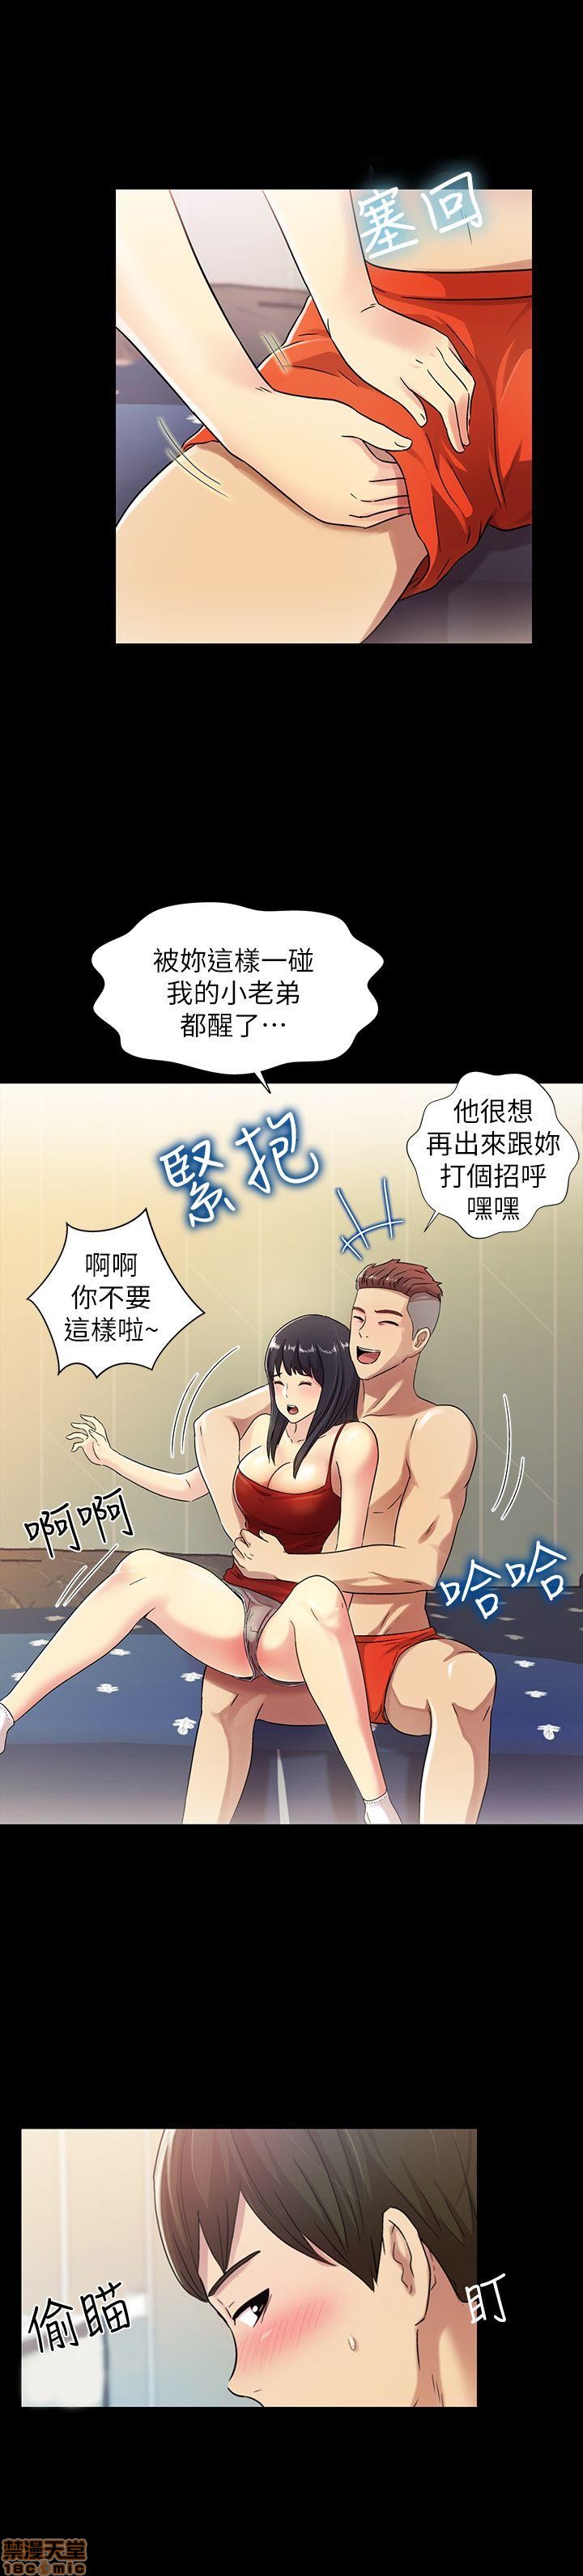 塞回
被妳這樣一碰
我的小老弟
都醒了…
他很想
再出來跟妳
打個招呼
嘿嘿
緊抱
啊啊
你不要
這樣啦~
啊啊
哈哈
偷瞄
盯
禁漫天堂
18comic